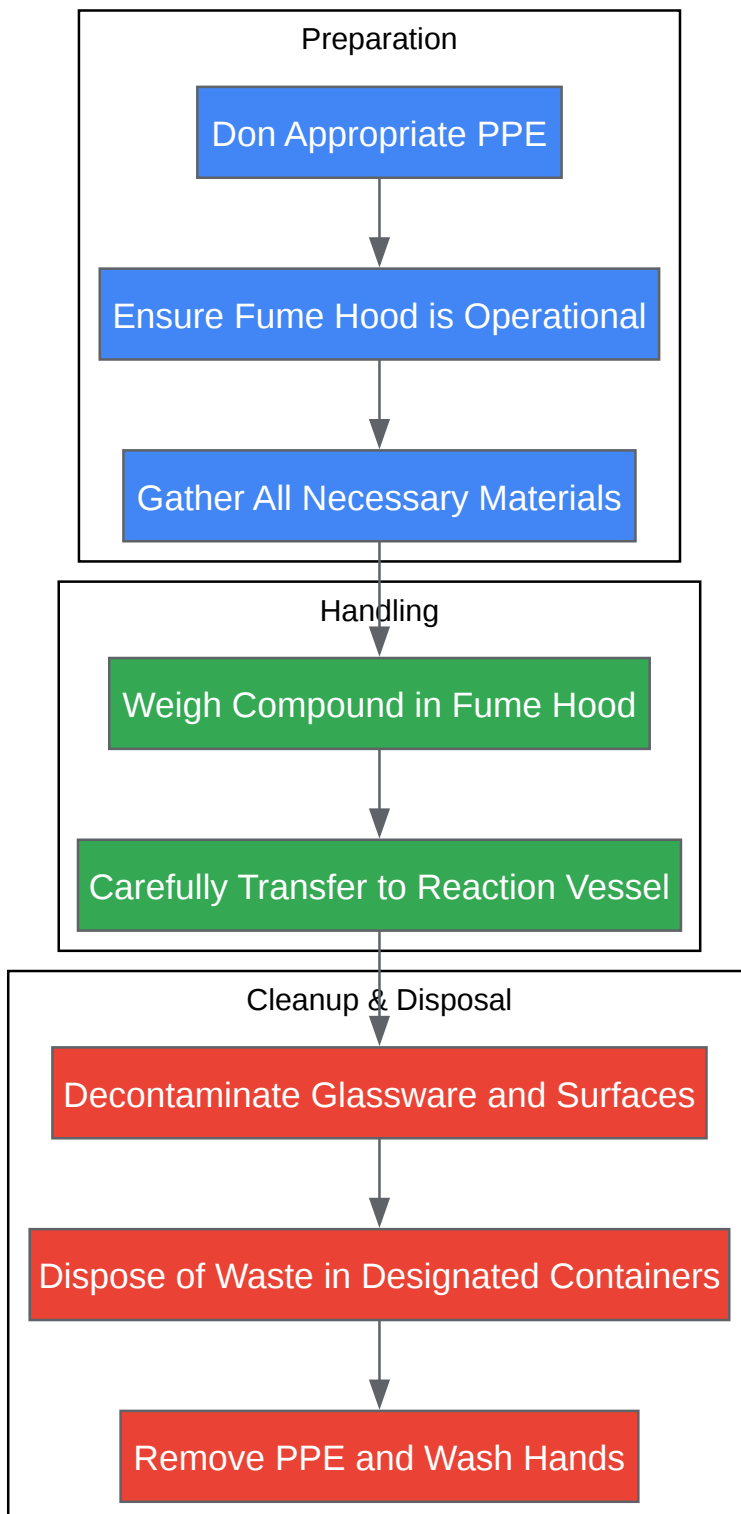 Preparation
Don Appropriate PPE
Ensure Fume Hood is Operational
Gather All Necessary Materials
Handling
Weigh Compound in Fume Hood
Carefully Transfer to Reaction Vessel
Cleanup & Disposal
Decontaminate Glassware and Surfaces
Dispose of Waste in Designated Containers
Remove PPE and Wash Hands